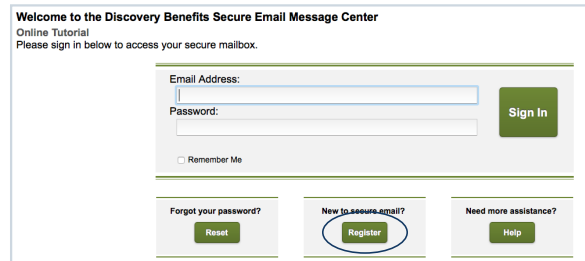 Welcome to the Discovery Benefits Secure Email Message Center
Online Tutorial
Please sign in below to access your secure mailbox.
Email Address:
Password:
Sign In
Remember Me
Forgot your password?
Reset
New to secure email?
Register
Need more assistance?
Help